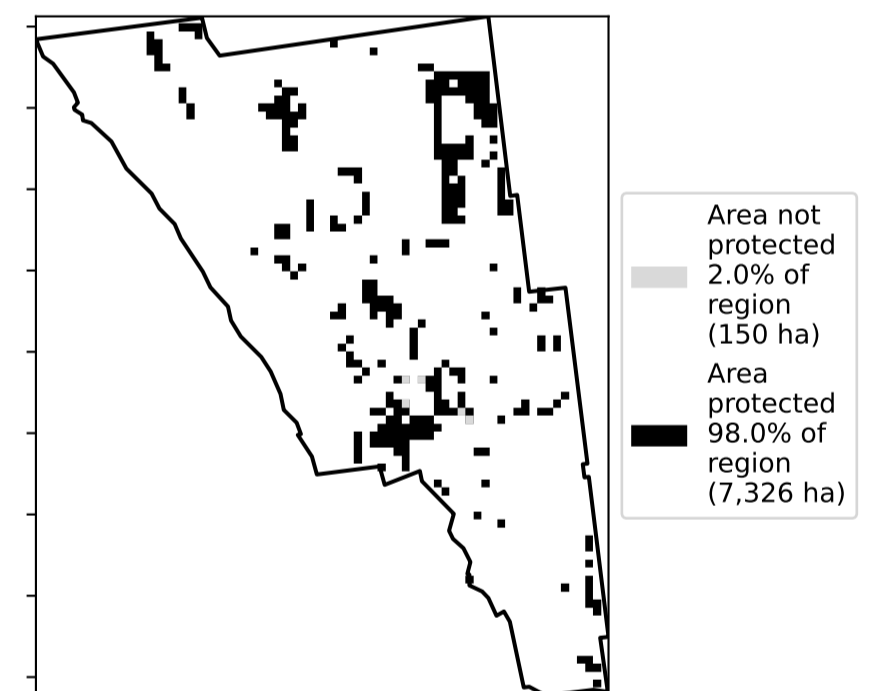 Area not
protected
2.0% of
region
(150 ha)
Area
protected
98.0% of
region
(7,326 ha)